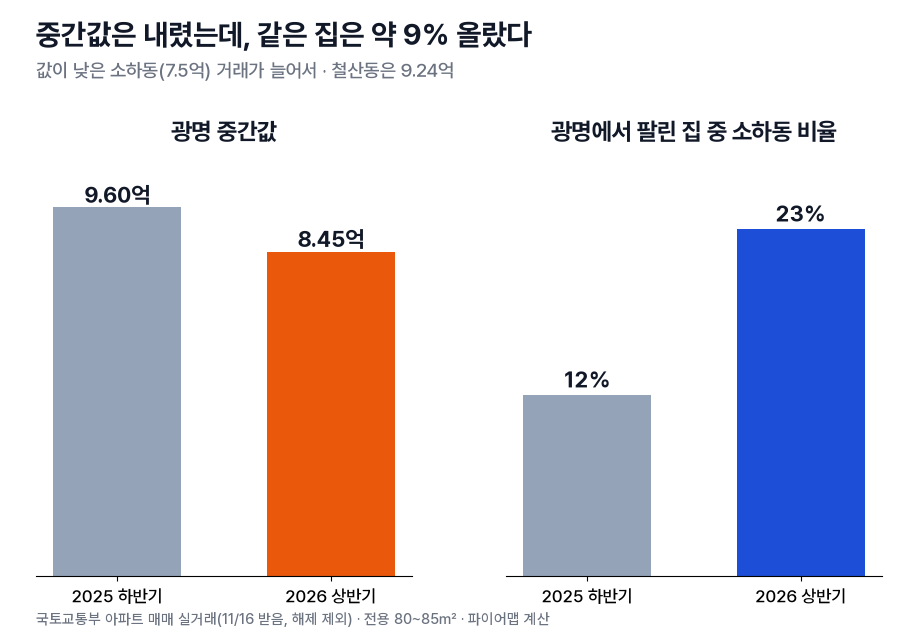 중간값은 내렸는데, 같은 집은 약 9% 올랐다
값이 낮은 소하동(7.5억) 거래가 늘어서 · 철산동은 9.24억
광명 중간값
9.60억
8.45억
2025 하반기
2026 상반기
광명에서 팔린 집 중 소하동 비율
12%
23%
2025 하반기
2026 상반기
국토교통부 아파트 매매 실거래(11/16 받음, 해제 제외) · 전용 80~85m² · 파이어맵 계산